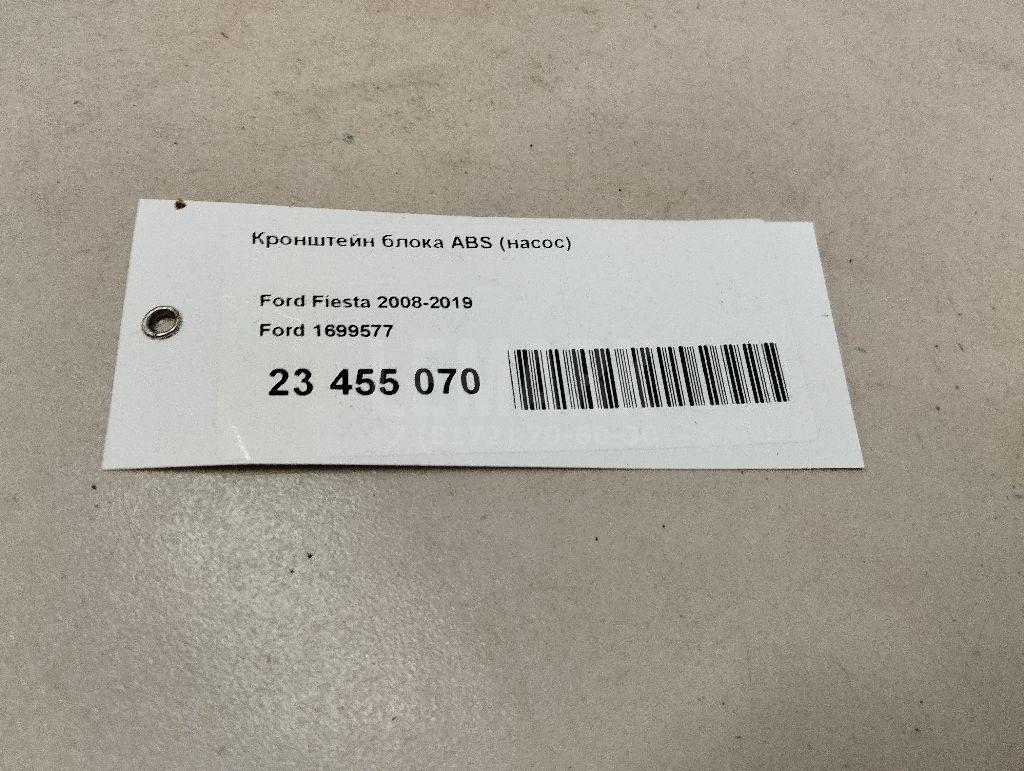 Кронштейн блока ABS (насос)
Ford Fiesta 2008-2019
Ford 1699577
23 455 070